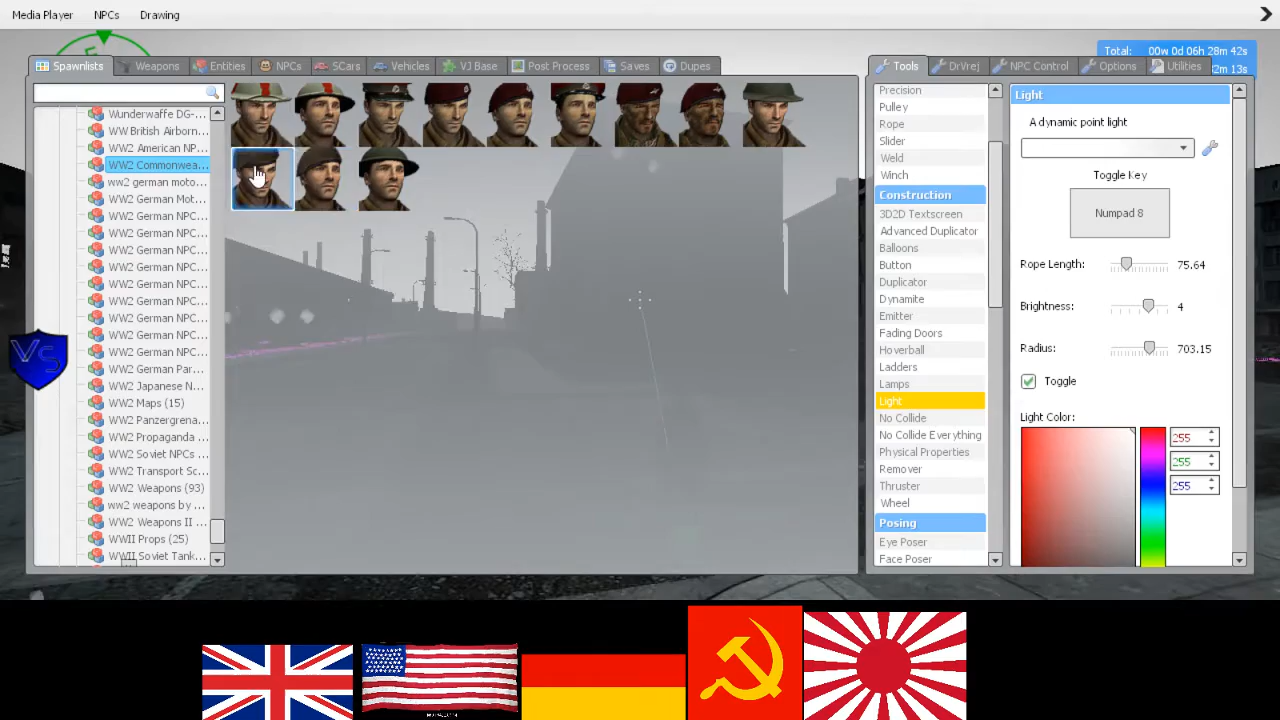 Media Player NPCs Drawing
Total: 00w 0d 06h 28m 42s
2m 13s
Spawnlists Weapons Entities NPCs SCars Vehicles VJ Base Post Process Saves Dupes
Tools DrVrej NPC Control Options Utilities
Wunderwaffe DG-...
WW British Airborn...
WW2 American NP...
WW2 Commonwea...
ww2 german moto...
WW2 German Mot...
WW2 German NPC...
WW2 German NPC...
WW2 German NPC...
WW2 German NPC...
WW2 German NPC...
WW2 German NPC...
WW2 German NPC...
WW2 German NPC...
WW2 German NPC...
WW2 German Par...
WW2 Japanese N...
WW2 Maps (15)
WW2 Panzergrena...
WW2 Propaganda ...
WW2 Soviet NPCs ...
WW2 Transport Sc...
WW2 Weapons (93)
ww2 weapons by ...
WW2 Weapons II ...
WWII Props (25)
WWII Soviet Tank...
VS
Precision
Pulley
Rope
Slider
Weld
Winch
Construction
3D2D Textscreen
Advanced Duplicator
Balloons
Button
Duplicator
Dynamite
Emitter
Fading Doors
Hoverball
Ladders
Lamps
Light
No Collide
No Collide Everything
Physical Properties
Remover
Thruster
Wheel
Posing
Eye Poser
Face Poser
Light
A dynamic point light
Toggle Key
Numpad 8
Rope Length: 75.64
Brightness: 4
Radius: 703.15
Toggle
Light Color:
255
255
255